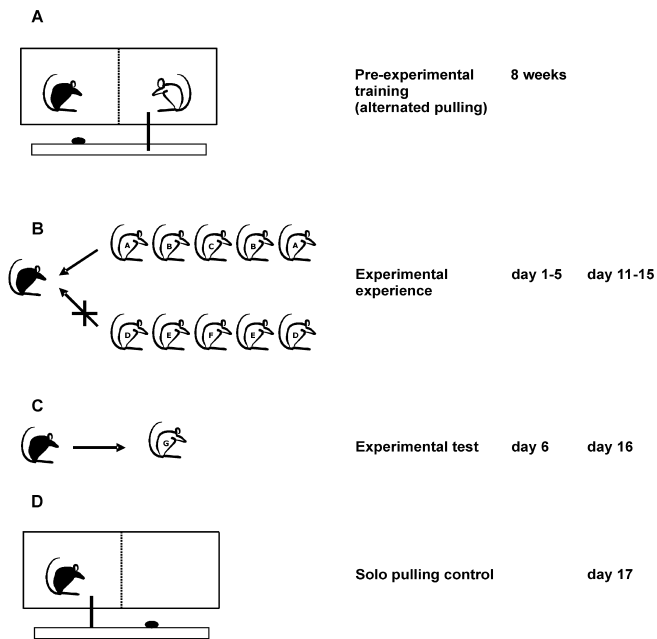 A
Pre-experimental 8 weeks
training
(alternated pulling)
B
A B C B A
Experimental day 1-5 day 11-15
experience
D E F E D
C
G
Experimental test day 6 day 16
D
Solo pulling control day 17